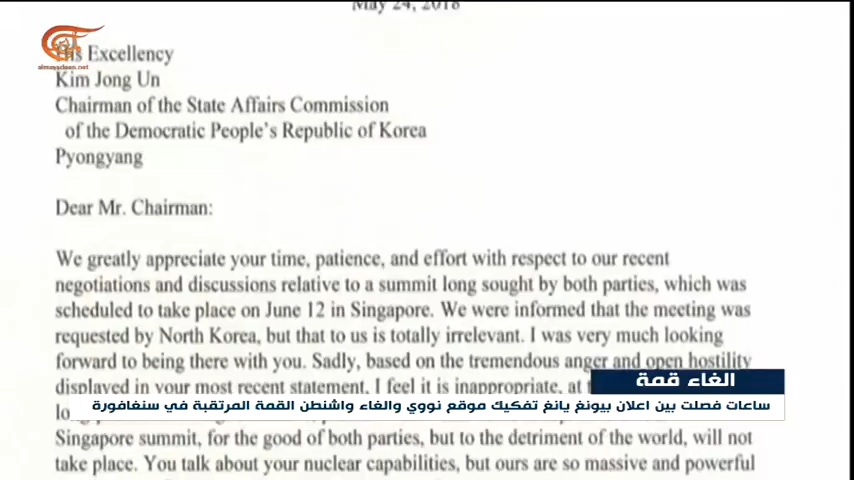 May 24, 2018
almayadeen.net
His Excellency
Kim Jong Un
Chairman of the State Affairs Commission
of the Democratic People's Republic of Korea
Pyongyang
Dear Mr. Chairman:
We greatly appreciate your time, patience, and effort with respect to our recent
negotiations and discussions relative to a summit long sought by both parties, which was
scheduled to take place on June 12 in Singapore. We were informed that the meeting was
requested by North Korea, but that to us is totally irrelevant. I was very much looking
forward to being there with you. Sadly, based on the tremendous anger and open hostility
displayed in your most recent statement, I feel it is inappropriate, at
lo
Singapore summit, for the good of both parties, but to the detriment of the world, will not
take place. You talk about your nuclear capabilities, but ours are so massive and powerful
الغاء قمة
ساعات فصلت بين اعلان بيونغ يانغ تفكيك موقع نووي والغاء واشنطن القمة المرتقبة في سنغافورة